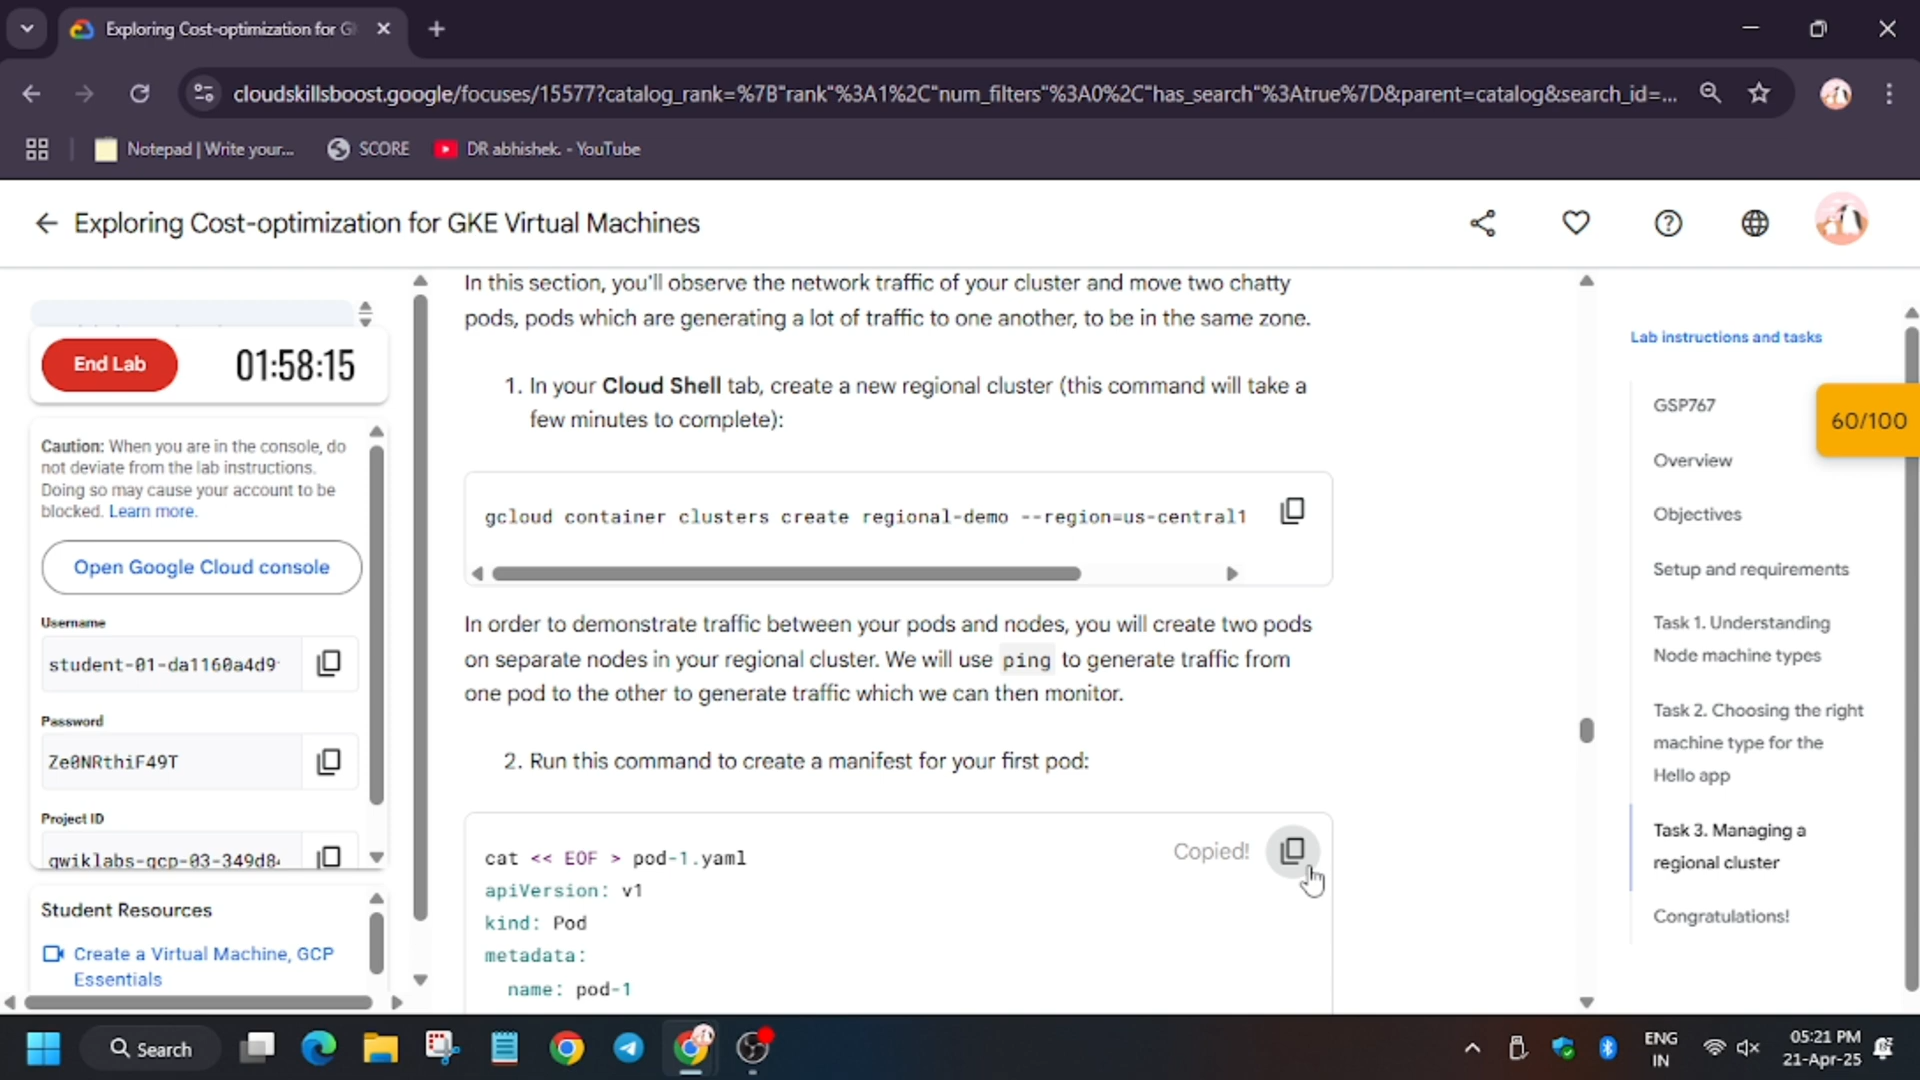 Exploring Cost-optimization for G
cloudskillsboost.google/focuses/15577?catalog_rank=%7B"rank"%3A1%2C"num_filters"%3A0%2C"has_search"%3Atrue%7D&parent=catalog&search_id=...
Notepad | Write your...
SCORE
DR abhishek. - YouTube
Exploring Cost-optimization for GKE Virtual Machines
End Lab
01:58:15
Caution: When you are in the console, do
not deviate from the lab instructions.
Doing so may cause your account to be
blocked. Learn more.
Open Google Cloud console
Username
student-01-da1160a4d9
Password
Ze0NRthiF49T
Project ID
qwiklabs-gcp-03-349d84
Student Resources
Create a Virtual Machine, GCP
Essentials
In this section, you'll observe the network traffic of your cluster and move two chatty
pods, pods which are generating a lot of traffic to one another, to be in the same zone.
1. In your Cloud Shell tab, create a new regional cluster (this command will take a
few minutes to complete):
gcloud container clusters create regional-demo --region=us-central1
In order to demonstrate traffic between your pods and nodes, you will create two pods
on separate nodes in your regional cluster. We will use ping to generate traffic from
one pod to the other to generate traffic which we can then monitor.
2. Run this command to create a manifest for your first pod:
Copied!
cat << EOF > pod-1.yaml
apiVersion: v1
kind: Pod
metadata:
name: pod-1
Lab instructions and tasks
GSP767
60/100
Overview
Objectives
Setup and requirements
Task 1. Understanding
Node machine types
Task 2. Choosing the right
machine type for the
Hello app
Task 3. Managing a
regional cluster
Congratulations!
Search
ENG
IN
05:21 PM
21-Apr-25